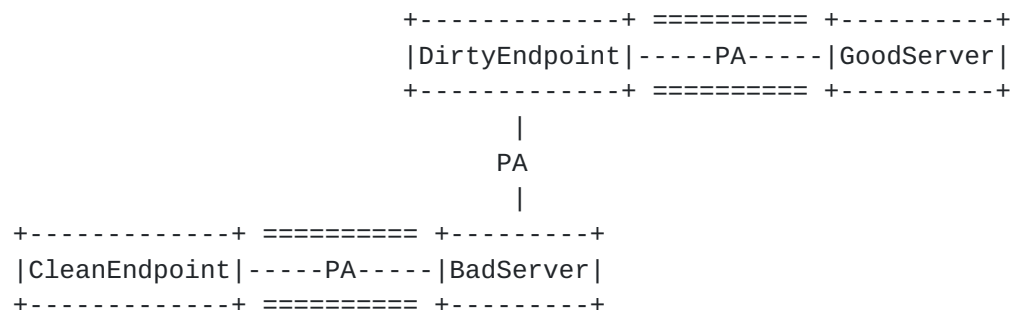 +-------------+ ========== +----------+
|DirtyEndpoint|-----PA-----|GoodServer|
+-------------+ ========== +----------+
|
PA
|
+-------------+ ========== +---------+
|CleanEndpoint|-----PA-----|BadServer|
+-------------+ ========== +---------+